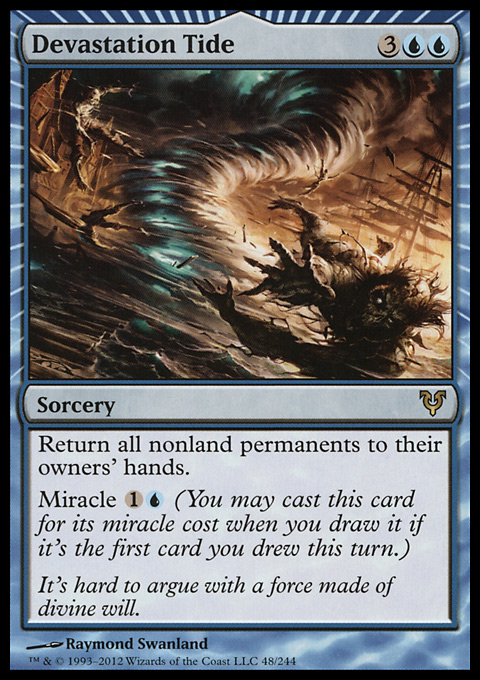 Devastation Tide 3
Sorcery
Return all nonland permanents to their
owners' hands.
Miracle 1 (You may cast this card
for its miracle cost when you draw it if
it's the first card you drew this turn.)
It's hard to argue with a force made of
divine will.
Raymond Swanland
™ & © 1993–2012 Wizards of the Coast LLC 48/244